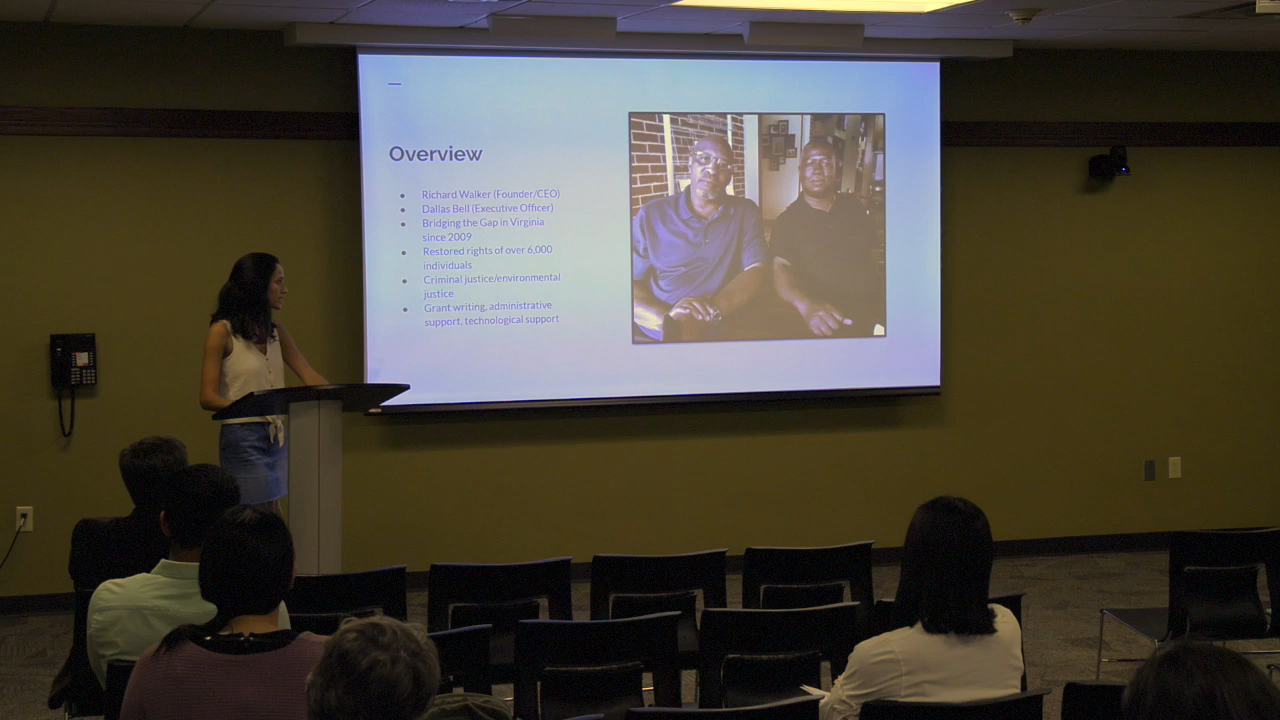 Overview
● Richard Walker (Founder/CEO)
● Dallas Bell (Executive Officer)
● Bridging the Gap in Virginia
since 2009
● Restored rights of over 6,000
individuals
● Criminal justice/environmental
justice
● Grant writing, administrative
support, technological support